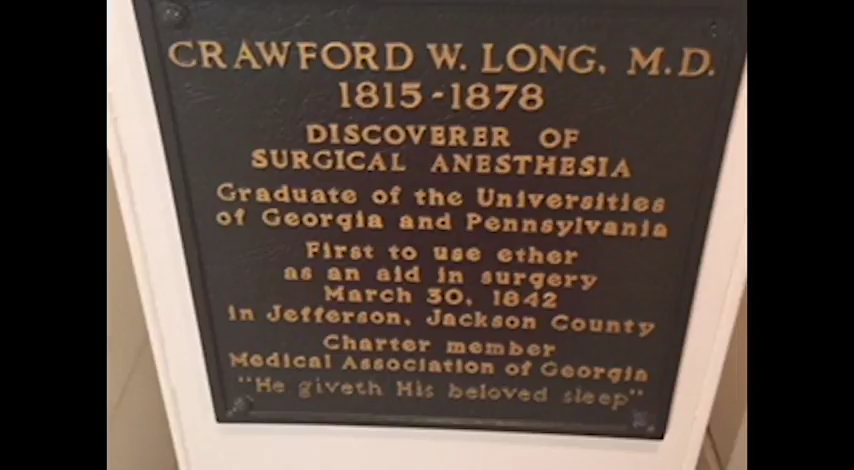 CRAWFORD W. LONG, M.D.
1815-1878
DISCOVERER OF
SURGICAL ANESTHESIA
Graduate of the Universities
of Georgia and Pennsylvania
First to use ether
as an aid in surgery
March 30, 1842
in Jefferson, Jackson County
Charter member
Medical Association of Georgia
"He giveth His beloved sleep"